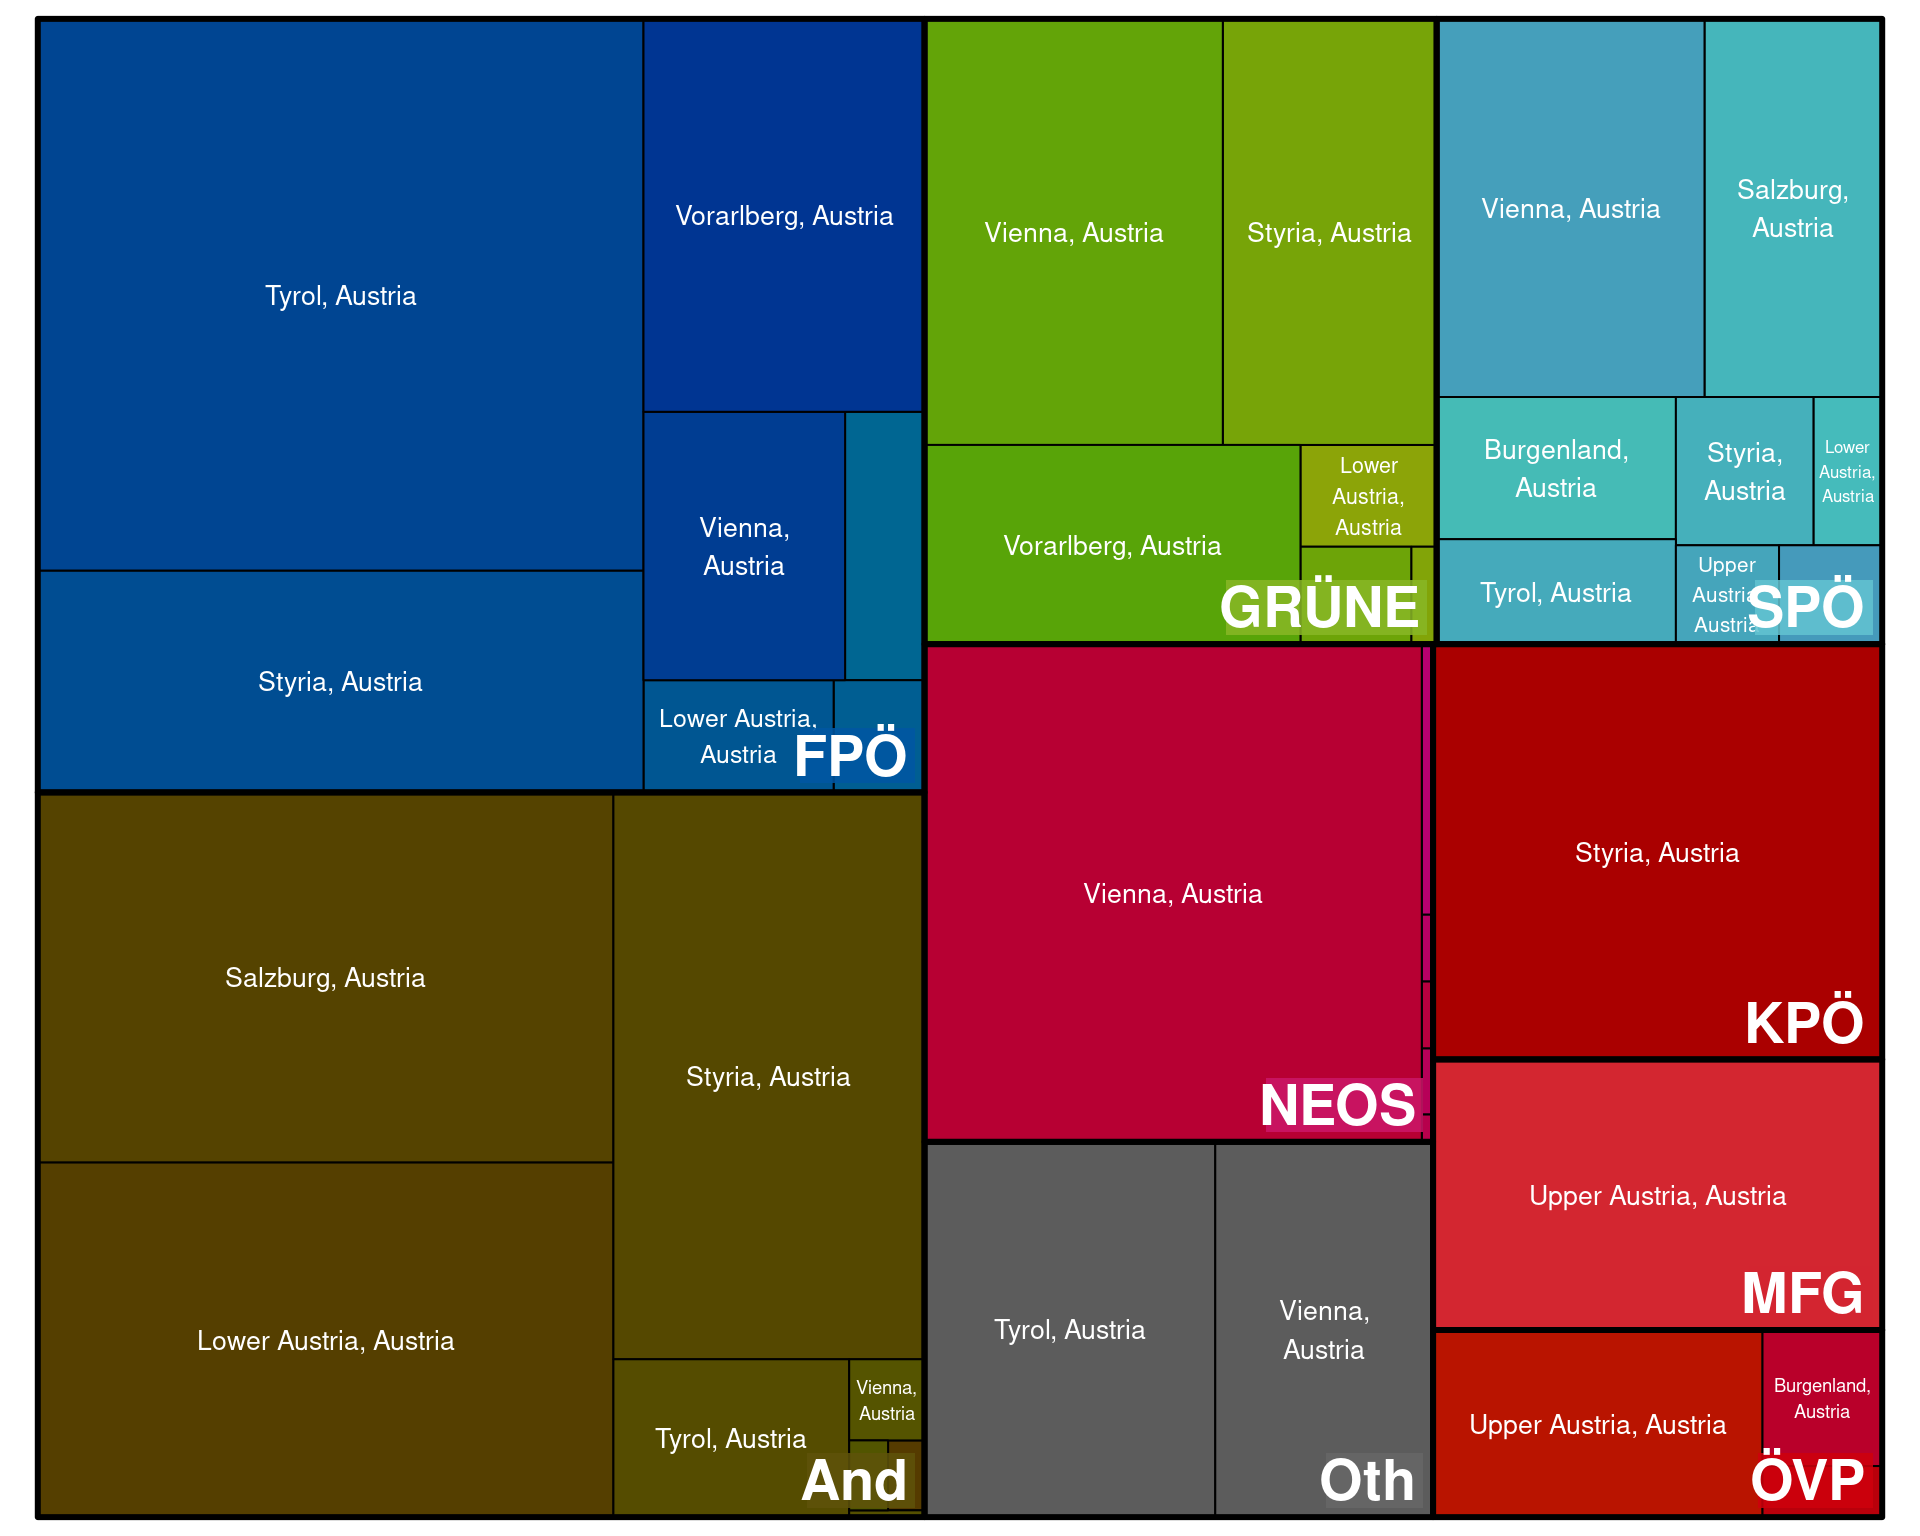 Tyrol, Austria
Vorarlberg, Austria
Styria, Austria
Vienna,
Austria
Lower Austria,
Austria
FPÖ
Salzburg, Austria
Styria, Austria
Lower Austria, Austria
Tyrol, Austria
Vienna,
Austria
And
Vienna, Austria
Styria, Austria
Vorarlberg, Austria
Lower
Austria,
Austria
GRÜNE
Vienna, Austria
Salzburg,
Austria
Burgenland,
Austria
Styria,
Austria
Lower
Austria,
Austria
Tyrol, Austria
Upper
Austria,
Austria
SPÖ
Vienna, Austria
NEOS
Styria, Austria
KPÖ
Tyrol, Austria
Vienna,
Austria
Oth
Upper Austria, Austria
MFG
Upper Austria, Austria
Burgenland,
Austria
ÖVP